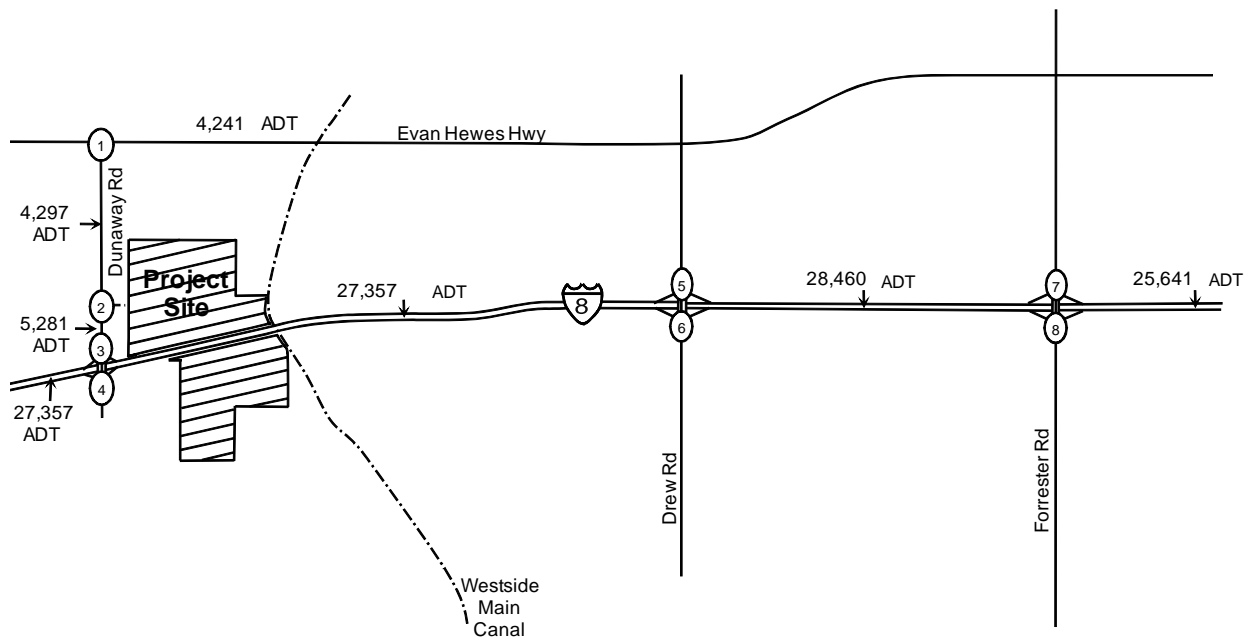 4,241 ADT
Evan Hewes Hwy
1
Dunaway Rd
4,297
ADT
Project
Site
2
5,281
ADT
3
4
27,357
ADT
27,357 ADT
8
5
6
28,460 ADT
7
8
25,641 ADT
Drew Rd
Forrester Rd
Westside
Main
Canal